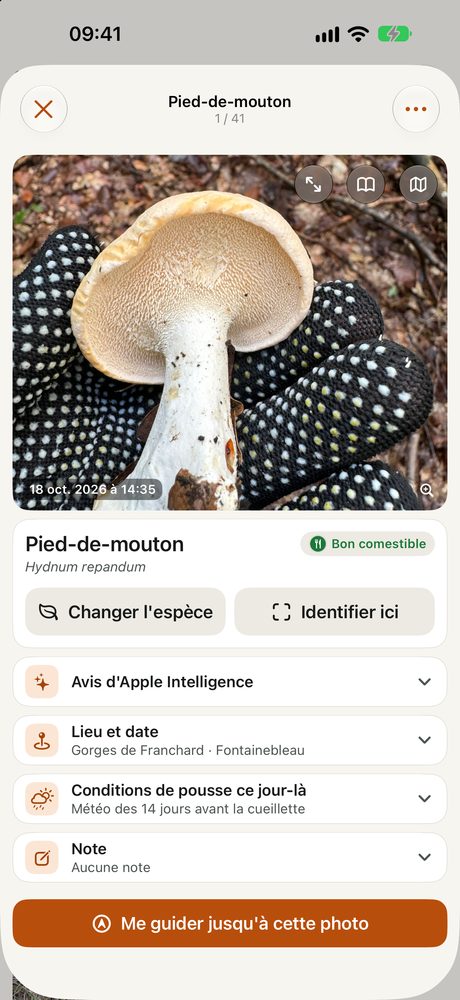 09:41
Pied-de-mouton
1 / 41
18 oct. 2026 à 14:35
Pied-de-mouton
Bon comestible
Hydnum repandum
Changer l'espèce
Identifier ici
Avis d'Apple Intelligence
Lieu et date
Gorges de Franchard · Fontainebleau
Conditions de pousse ce jour-là
Météo des 14 jours avant la cueillette
Note
Aucune note
Me guider jusqu'à cette photo